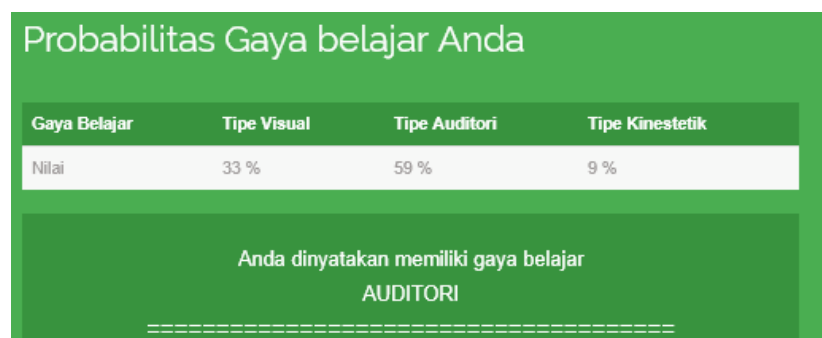 Probabilitas Gaya belajar Anda
Gaya Belajar Tipe Visual Tipe Auditori Tipe Kinestetik
Nilai 33 % 59 % 9 %
Anda dinyatakan memiliki gaya belajar
AUDITORI
======================================